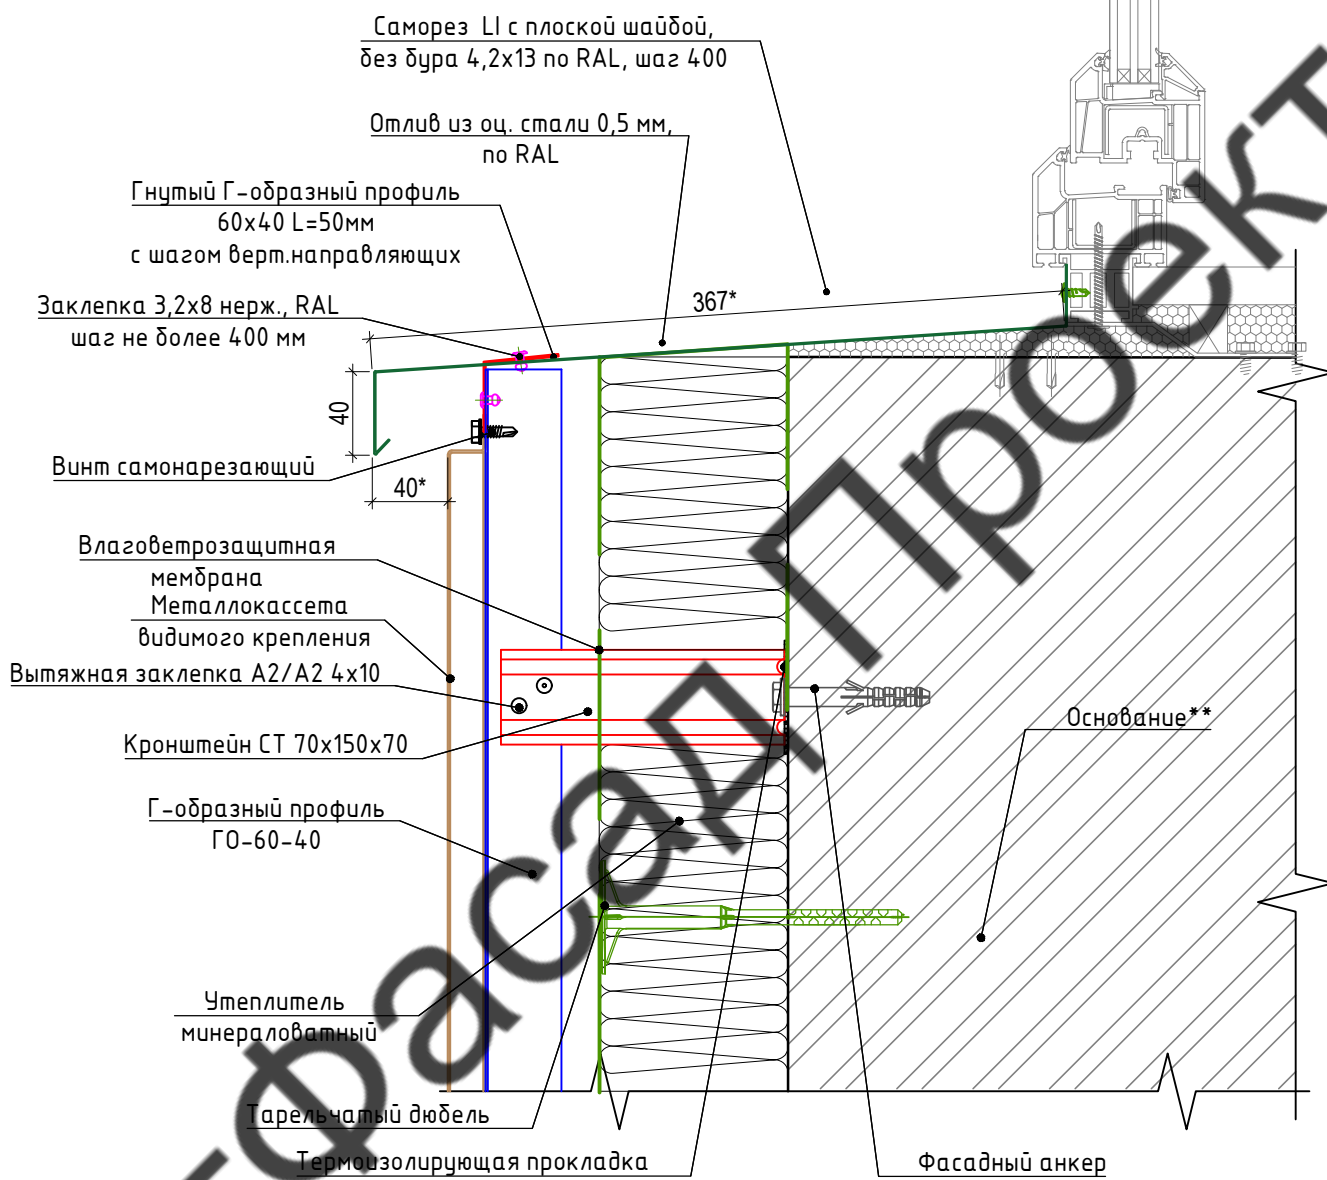 Саморез LI с плоской шайбой,
без бура 4,2х13 по RAL, шаг 400
Отлив из оц. стали 0,5 мм,
по RAL
Гнутый Г-образный профиль
60х40 L=50мм
с шагом верт.направляющих
Заклепка 3,2х8 нерж., RAL
шаг не более 400 мм
367*
40
Винт самонарезающий
40*
Влаговетрозащитная
мембрана
Металлокассета
видимого крепления
Вытяжная заклепка А2/А2 4х10
Кронштейн СТ 70х150х70
Основание**
Г-образный профиль
ГО-60-40
Утеплитель
минераловатный
Тарельчатый дюбель
Термоизолирующая прокладка
Фасадный анкер
-Фасад Проект